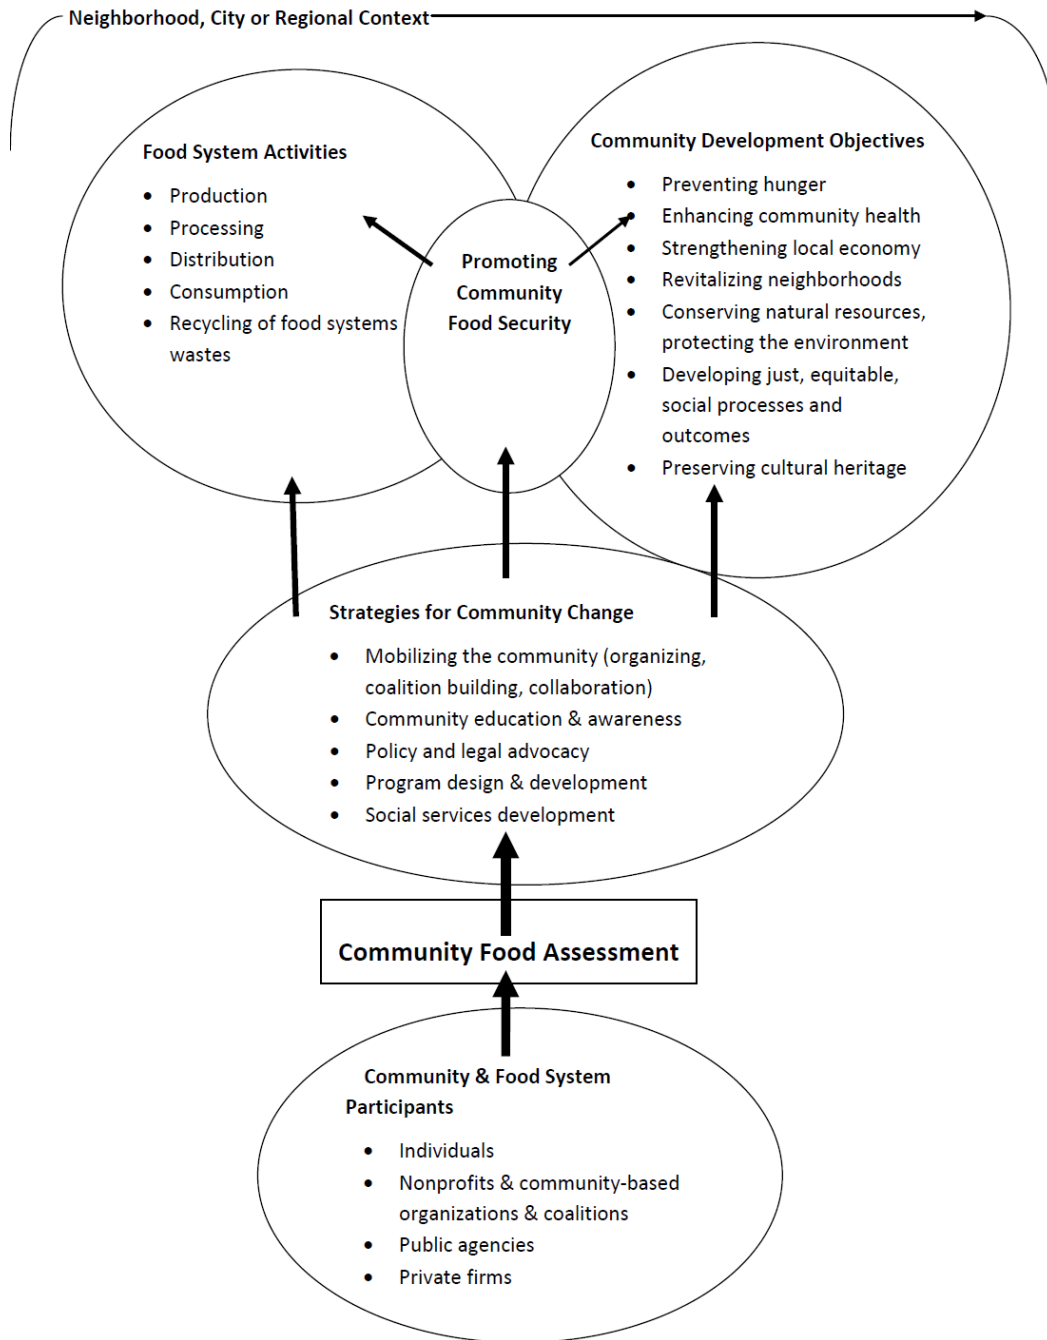 Neighborhood, City or Regional Context
Food System Activities
• Production
• Processing
• Distribution
• Consumption
• Recycling of food systems
wastes
Promoting
Community
Food Security
Community Development Objectives
• Preventing hunger
• Enhancing community health
• Strengthening local economy
• Revitalizing neighborhoods
• Conserving natural resources,
protecting the environment
• Developing just, equitable,
social processes and
outcomes
• Preserving cultural heritage
Strategies for Community Change
• Mobilizing the community (organizing,
coalition building, collaboration)
• Community education & awareness
• Policy and legal advocacy
• Program design & development
• Social services development
Community Food Assessment
Community & Food System
Participants
• Individuals
• Nonprofits & community-based
organizations & coalitions
• Public agencies
• Private firms